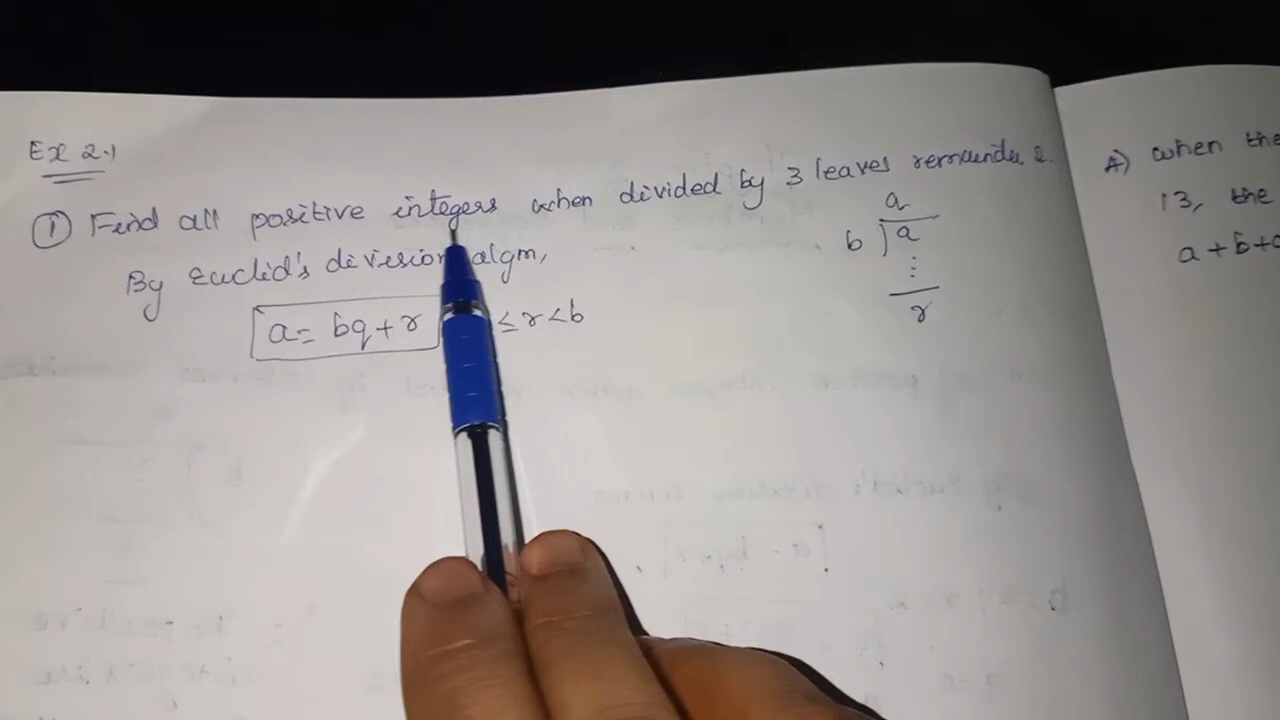 Ex 2.1
① Find all positive integers when divided by 3 leaves remainder 2.
By Euclid's division algm,
a = bq + r
≤ r < b
a
b ) a
⋮
r
A) when the
13, the
a + b +